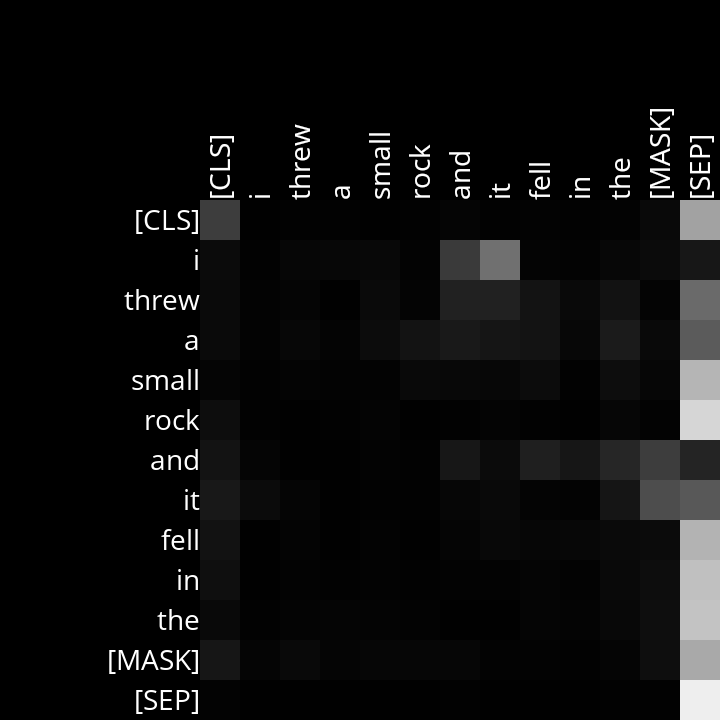 [CLS] i threw a small rock and it fell in the [MASK] [SEP]
[CLS]
i
threw
a
small
rock
and
it
fell
in
the
[MASK]
[SEP]